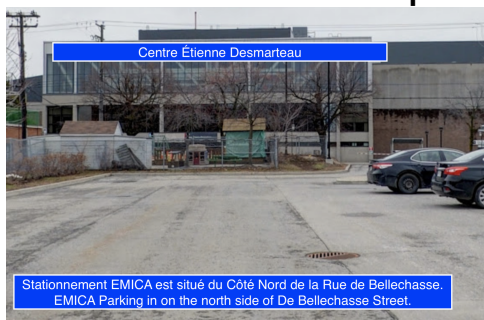 Centre Étienne Desmarteau
Stationnement EMICA est situé du Côté Nord de la Rue de Bellechasse.
EMICA Parking in on the north side of De Bellechasse Street.